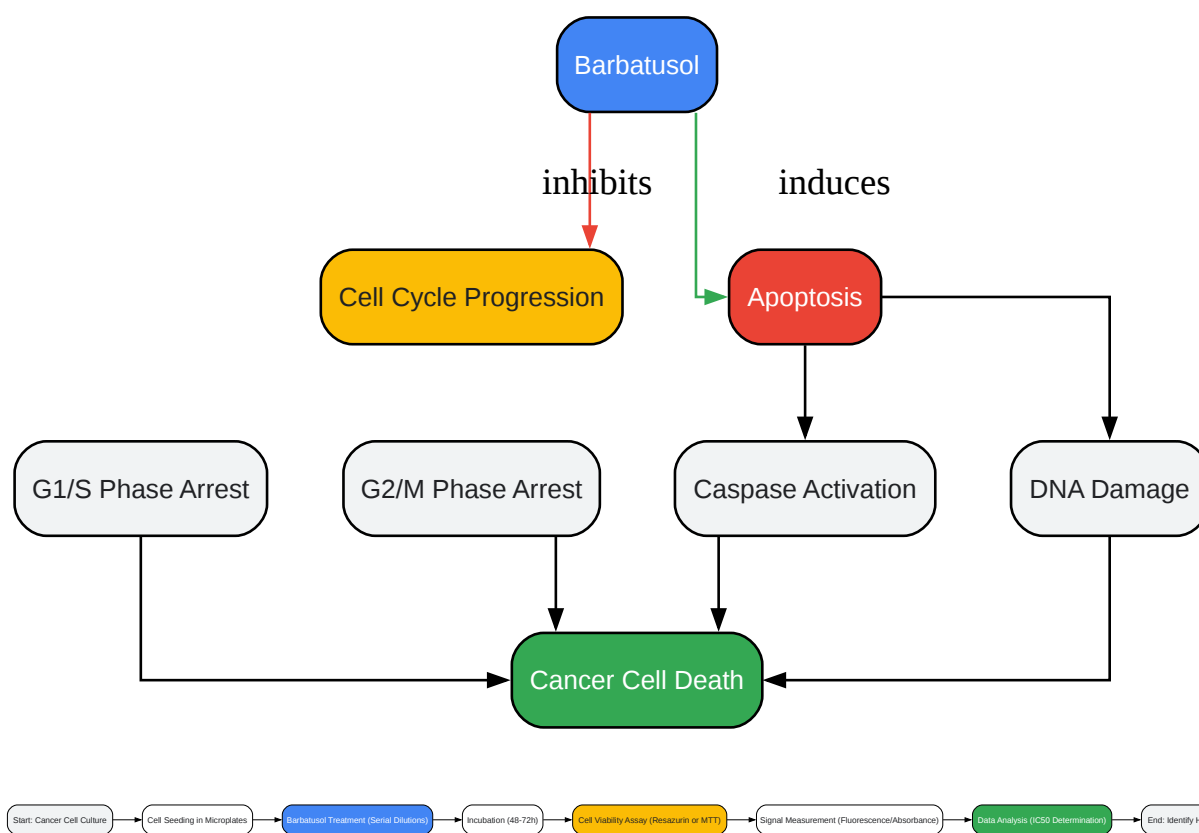 Barbatusol
inhibits
induces
Cell Cycle Progression
Apoptosis
G1/S Phase Arrest
G2/M Phase Arrest
Caspase Activation
DNA Damage
Cancer Cell Death
Start: Cancer Cell Culture
Cell Seeding in Microplates
Barbatusol Treatment (Serial Dilutions)
Incubation (48-72h)
Cell Viability Assay (Resazurin or MTT)
Signal Measurement (Fluorescence/Absorbance)
Data Analysis (IC50 Determination)
End: Identify